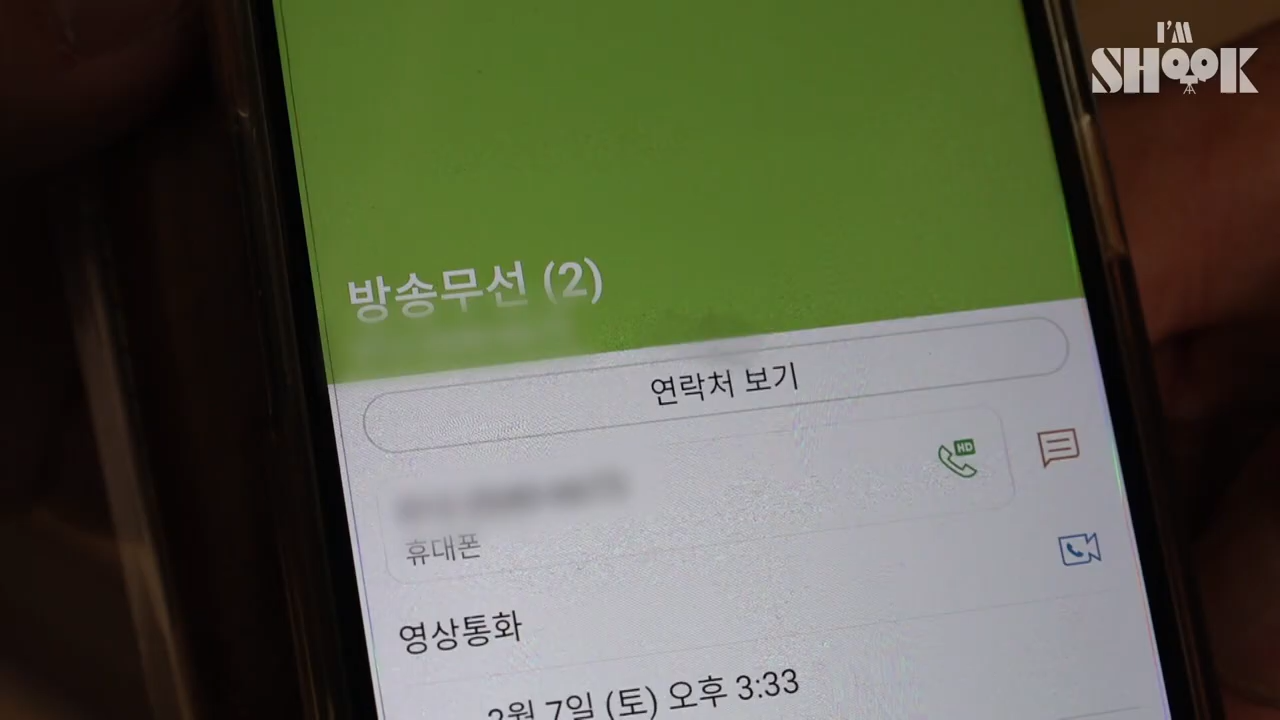 I'M
SHOOK
방송무선 (2)
연락처 보기
HD
휴대폰
영상통화
7일 (토) 오후 3:33